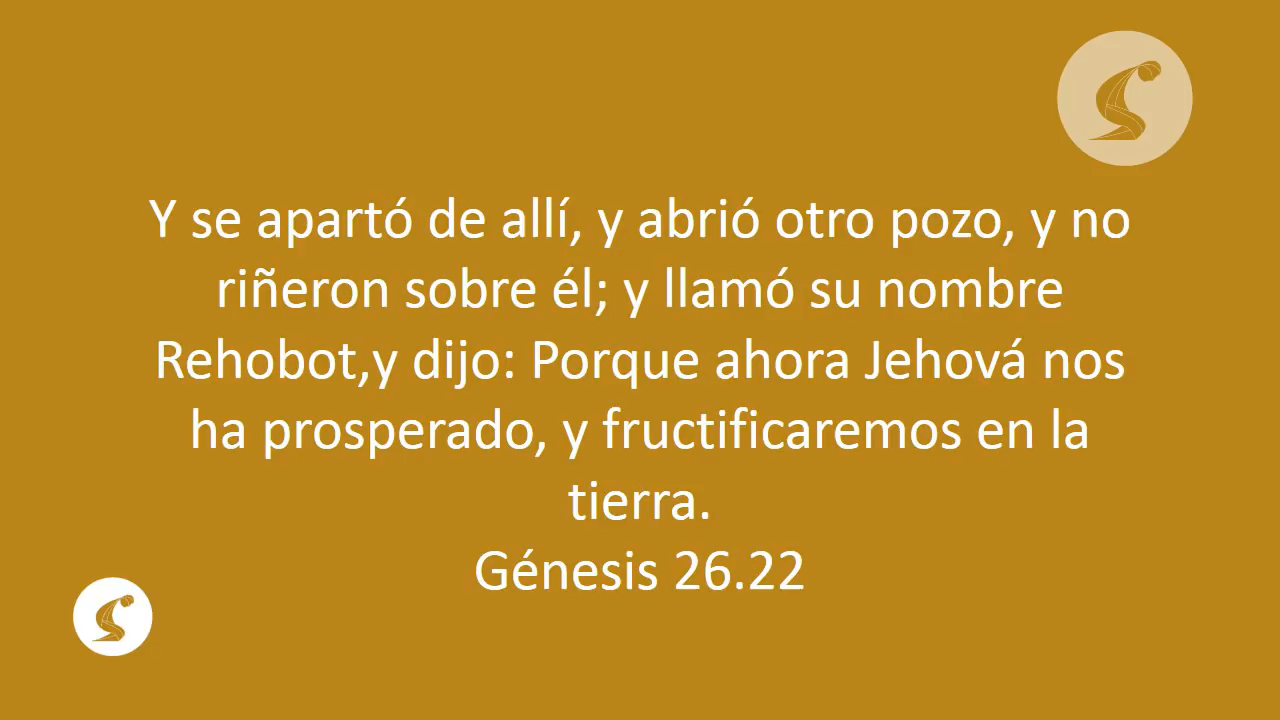 Y se apartó de allí, y abrió otro pozo, y no
riñeron sobre él; y llamó su nombre
Rehobot,y dijo: Porque ahora Jehová nos
ha prosperado, y fructificaremos en la
tierra.
Génesis 26.22